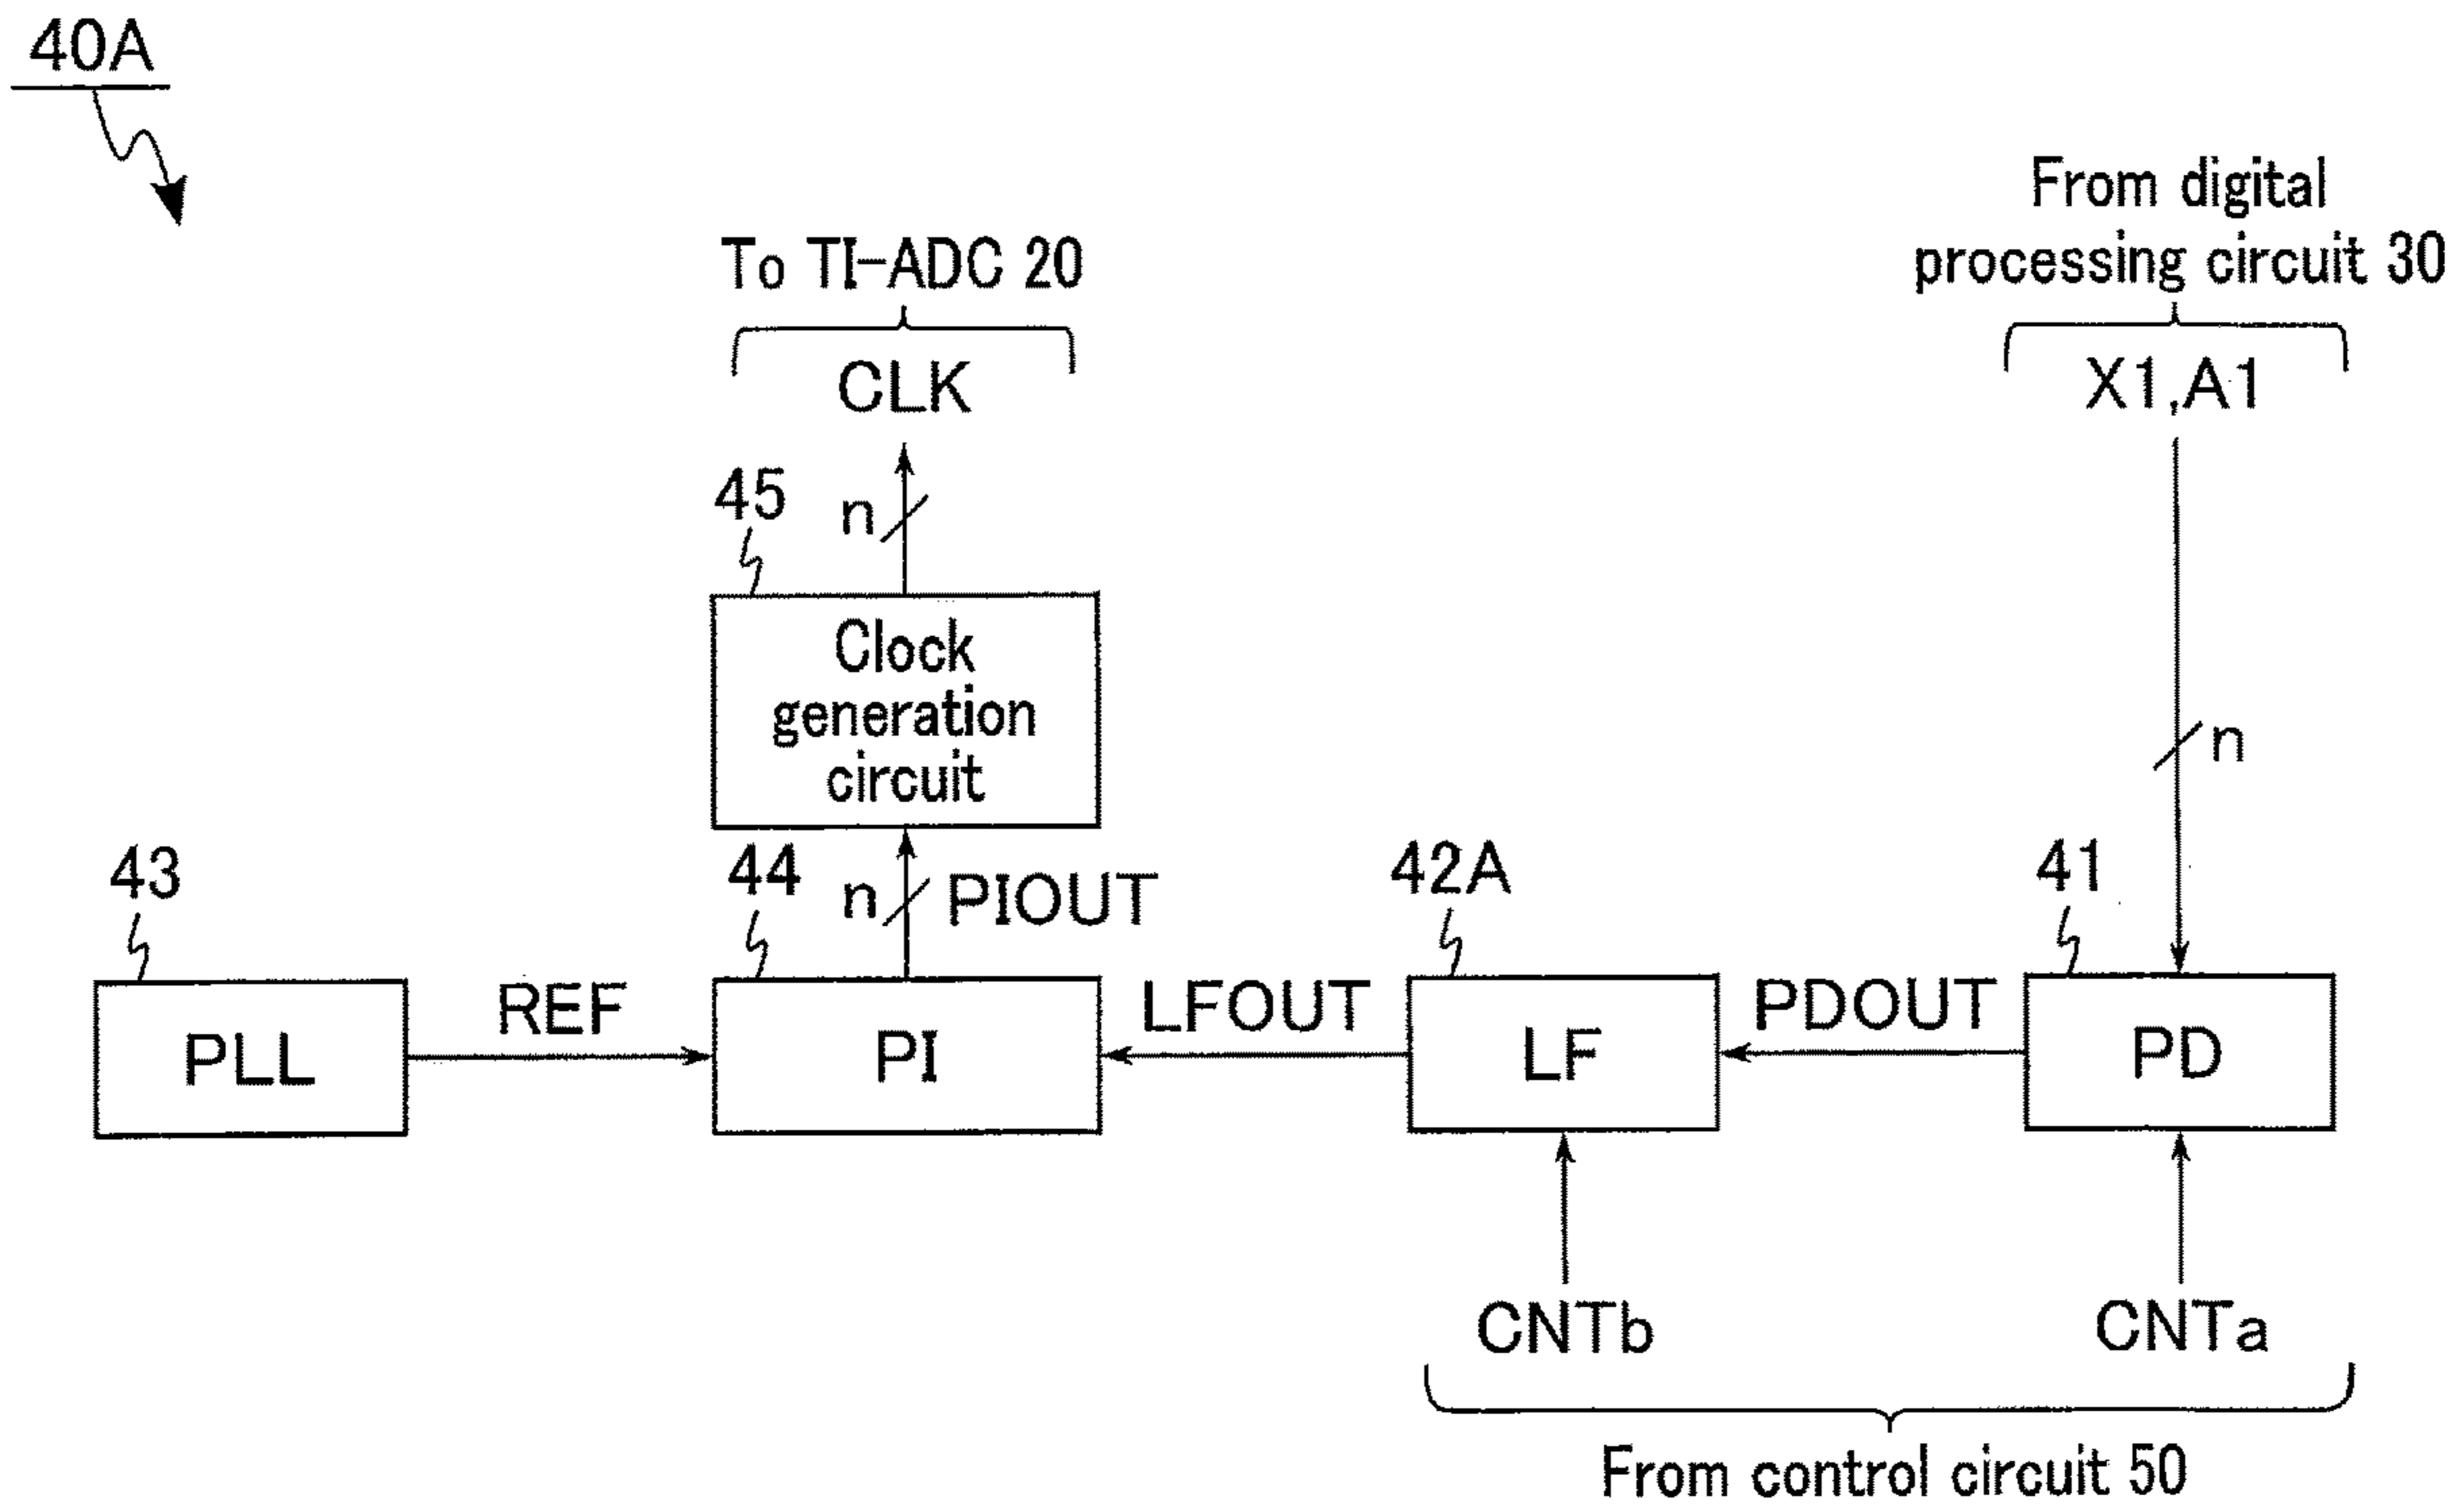 40A
From digital
processing circuit 30
To TI-ADC 20
CLK
X1,A1
45
n
Clock
generation
circuit
n
43
44
n
PIOUT
42A
41
PLL
REF
PI
LFOUT
LF
PDOUT
PD
CNTb
CNTa
From control circuit 50